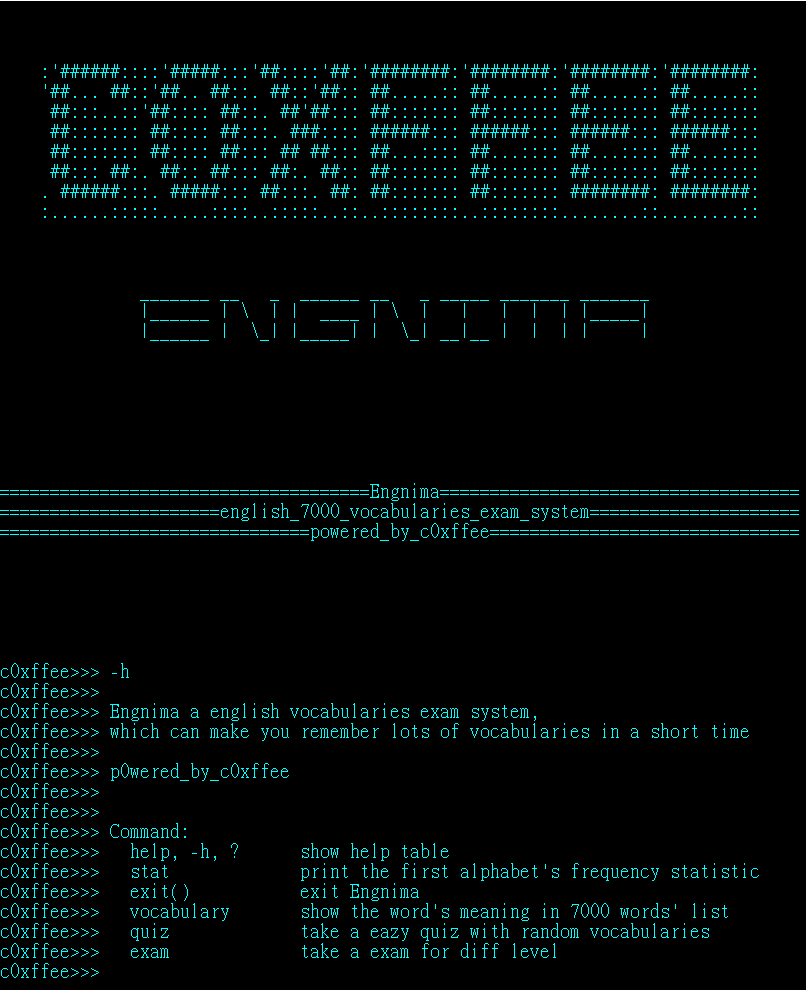 C0XFFEE
ENGNIMA
=====================================Engnima====================================
======================english_7000_vocabularies_exam_system=====================
===============================powered_by_c0xffee===============================
c0xffee>>> -h
c0xffee>>>
c0xffee>>> Engnima a english vocabularies exam system,
c0xffee>>> which can make you remember lots of vocabularies in a short time
c0xffee>>>
c0xffee>>> p0wered_by_c0xffee
c0xffee>>>
c0xffee>>>
c0xffee>>> Command:
c0xffee>>>   help, -h, ?      show help table
c0xffee>>>   stat             print the first alphabet's frequency statistic
c0xffee>>>   exit()           exit Engnima
c0xffee>>>   vocabulary       show the word's meaning in 7000 words' list
c0xffee>>>   quiz             take a eazy quiz with random vocabularies
c0xffee>>>   exam             take a exam for diff level
c0xffee>>>